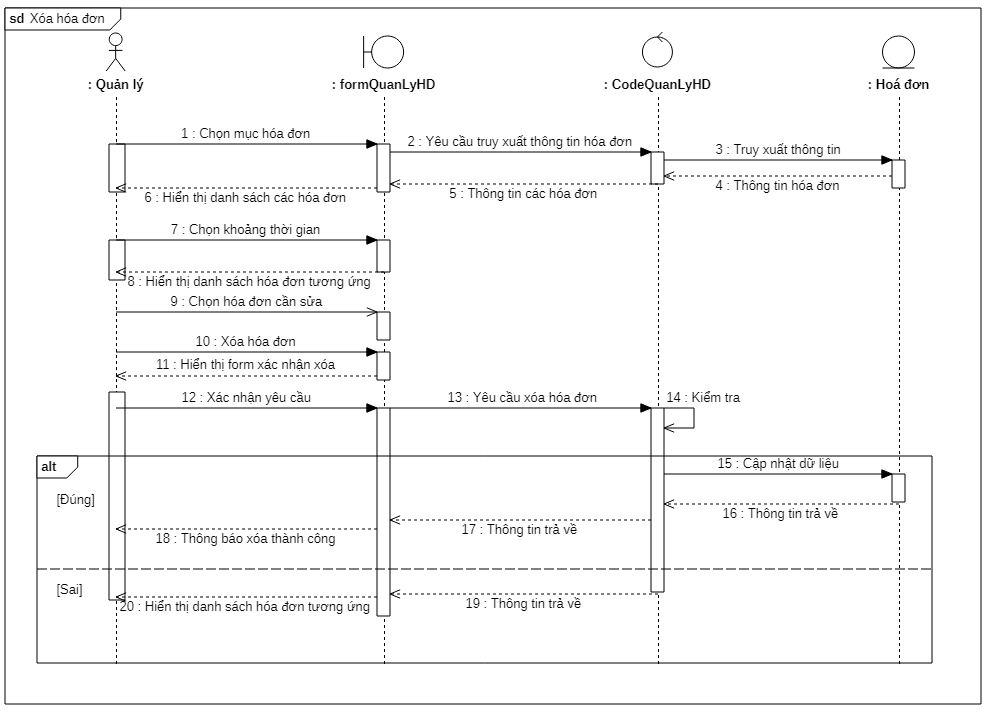 sd Xóa hóa đơn
: Quản lý
: formQuanLyHD
: CodeQuanLyHD
: Hoá đơn
1 : Chọn mục hóa đơn
2 : Yêu cầu truy xuất thông tin hóa đơn
3 : Truy xuất thông tin
4 : Thông tin hóa đơn
5 : Thông tin các hóa đơn
6 : Hiển thị danh sách các hóa đơn
7 : Chọn khoảng thời gian
8 : Hiển thị danh sách hóa đơn tương ứng
9 : Chọn hóa đơn cần sửa
10 : Xóa hóa đơn
11 : Hiển thị form xác nhận xóa
12 : Xác nhận yêu cầu
13 : Yêu cầu xóa hóa đơn
14 : Kiểm tra
alt
15 : Cập nhật dữ liệu
[Đúng]
16 : Thông tin trả về
17 : Thông tin trả về
18 : Thông báo xóa thành công
[Sai]
19 : Thông tin trả về
20 : Hiển thị danh sách hóa đơn tương ứng